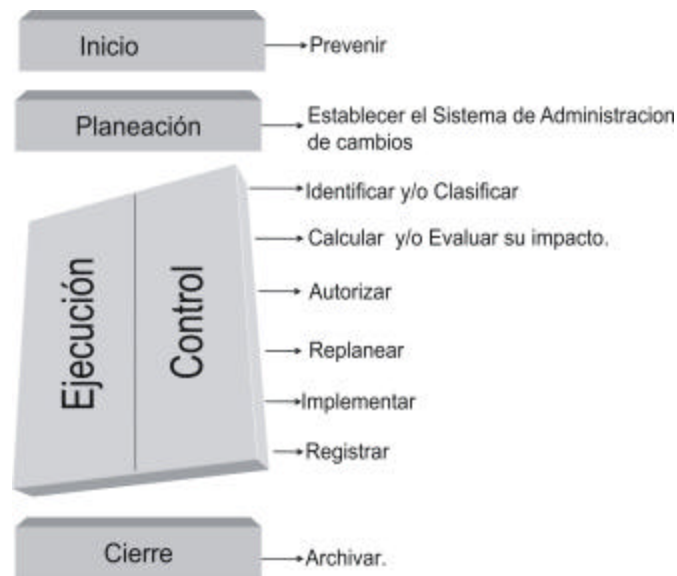 Inicio
Prevenir
Planeación
Establecer el Sistema de Administracion
de cambios
Ejecución
Control
Identificar y/o Clasificar
Calcular y/o Evaluar su impacto.
Autorizar
Replanear
Implementar
Registrar
Cierre
Archivar.